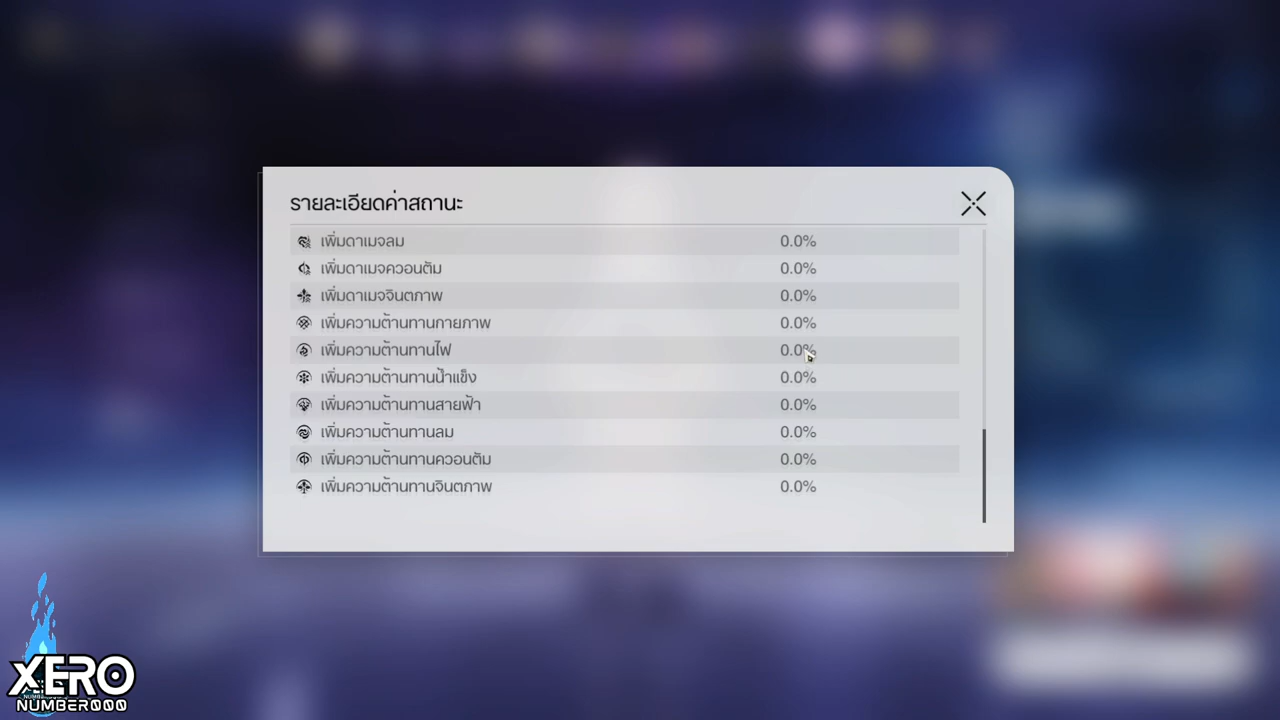 รายละเอียดค่าสถานะ
เพิ่มดาเมจลม 0.0%
เพิ่มดาเมจควอนตัม 0.0%
เพิ่มดาเมจจินตภาพ 0.0%
เพิ่มความต้านทานกายภาพ 0.0%
เพิ่มความต้านทานไฟ 0.0%
เพิ่มความต้านทานน้ำแข็ง 0.0%
เพิ่มความต้านทานสายฟ้า 0.0%
เพิ่มความต้านทานลม 0.0%
เพิ่มความต้านทานควอนตัม 0.0%
เพิ่มความต้านทานจินตภาพ 0.0%
XERO
NUMBER000